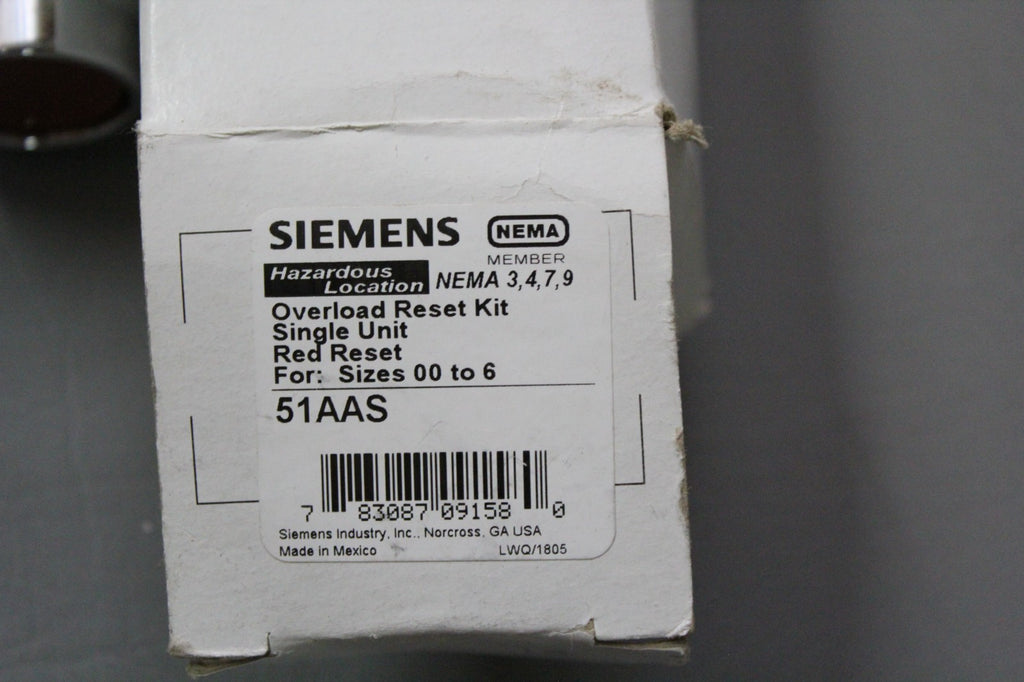 SIEMENS NEMA
MEMBER
Hazardous
Location NEMA 3,4,7,9
Overload Reset Kit
Single Unit
Red Reset
For: Sizes 00 to 6
51AAS
7 83087 09158 0
Siemens Industry, Inc., Norcross, GA USA
Made in Mexico LWQ/1805